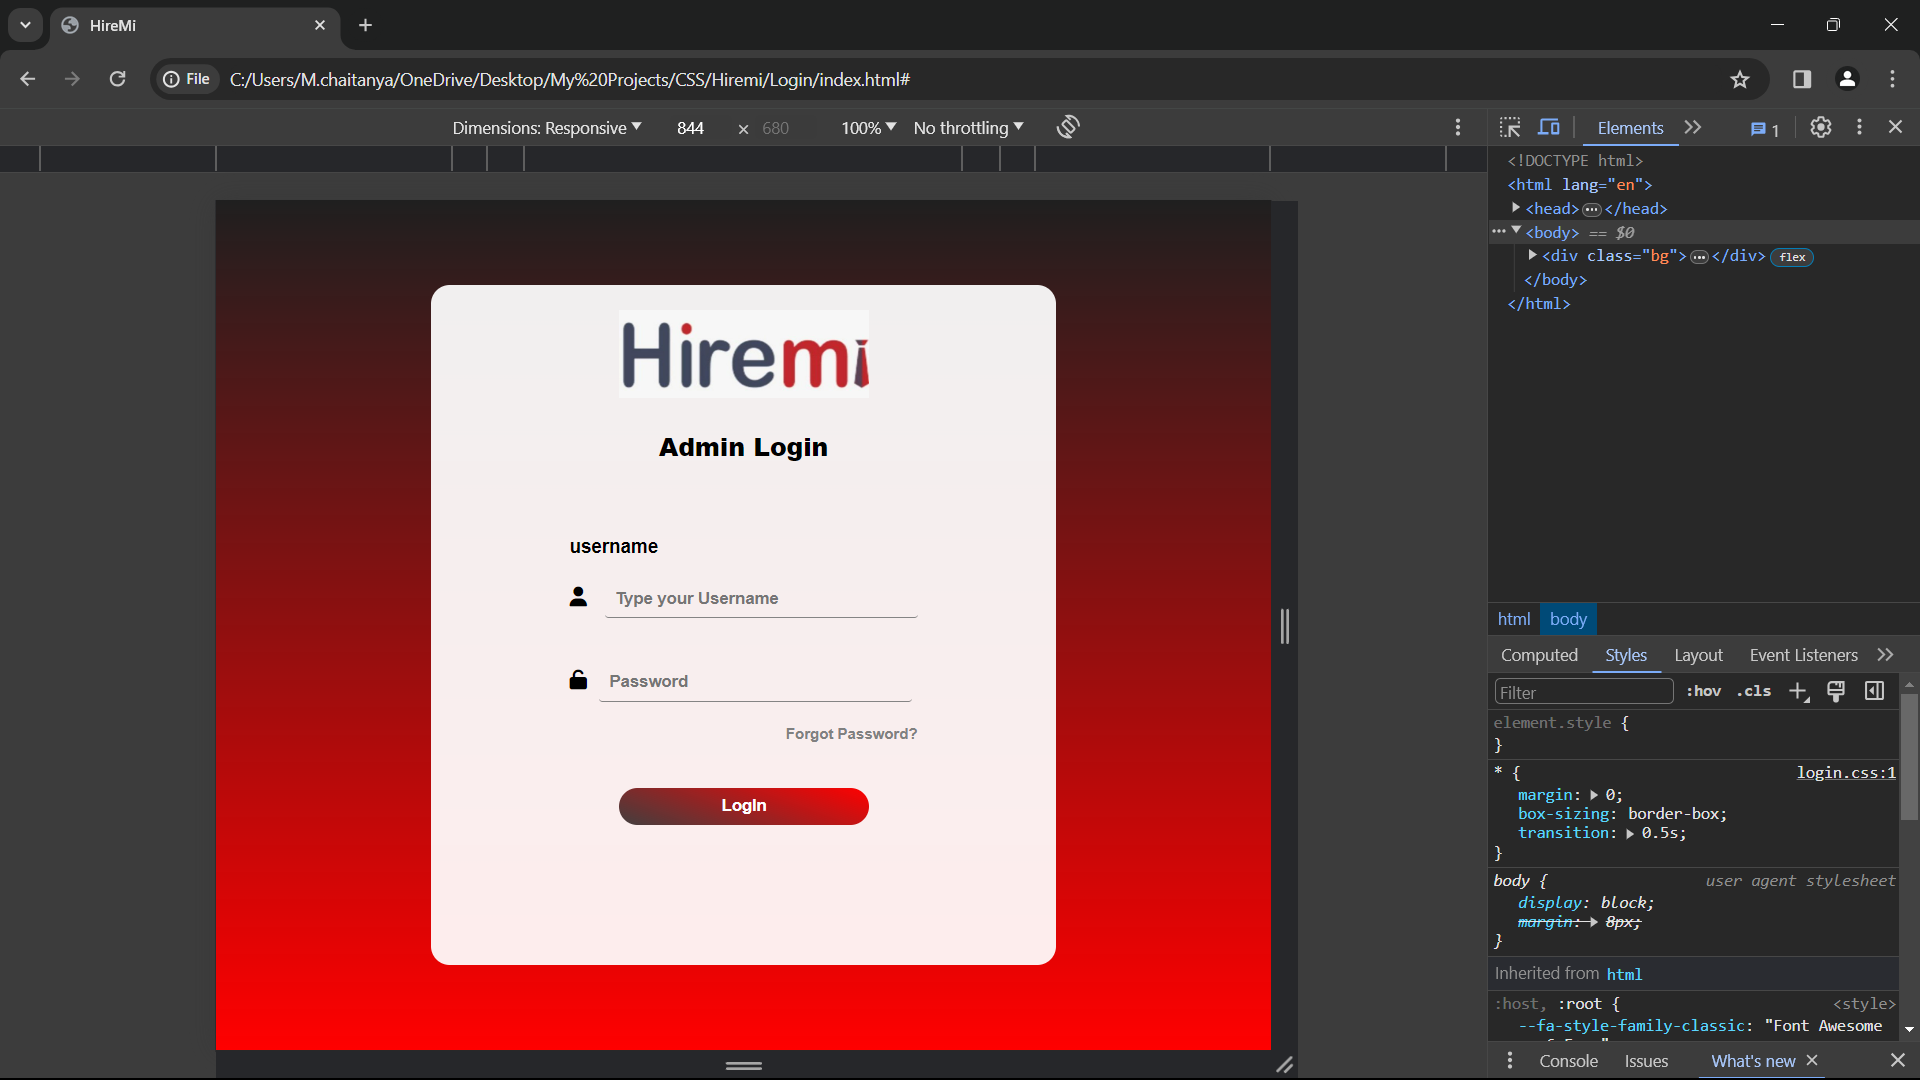 HireMi
File
C:/Users/M.chaitanya/OneDrive/Desktop/My%20Projects/CSS/Hiremi/Login/index.html#
Dimensions: Responsive 844 × 680 100% No throttling
Elements 1
<!DOCTYPE html>
<html lang="en">
<head> ⋯ </head>
<body> == $0
<div class="bg"> ⋯ </div> flex
</body>
</html>
Hiremi
Admin Login
username
Type your Username
Password
Forgot Password?
LogIn
html body
Computed Styles Layout Event Listeners
Filter :hov .cls
element.style {
}
* { login.css:1
margin: 0;
box-sizing: border-box;
transition: 0.5s;
}
body { user agent stylesheet
display: block;
margin: 8px;
}
Inherited from html
:host, :root { <style>
--fa-style-family-classic: "Font Awesome
Console Issues What's new